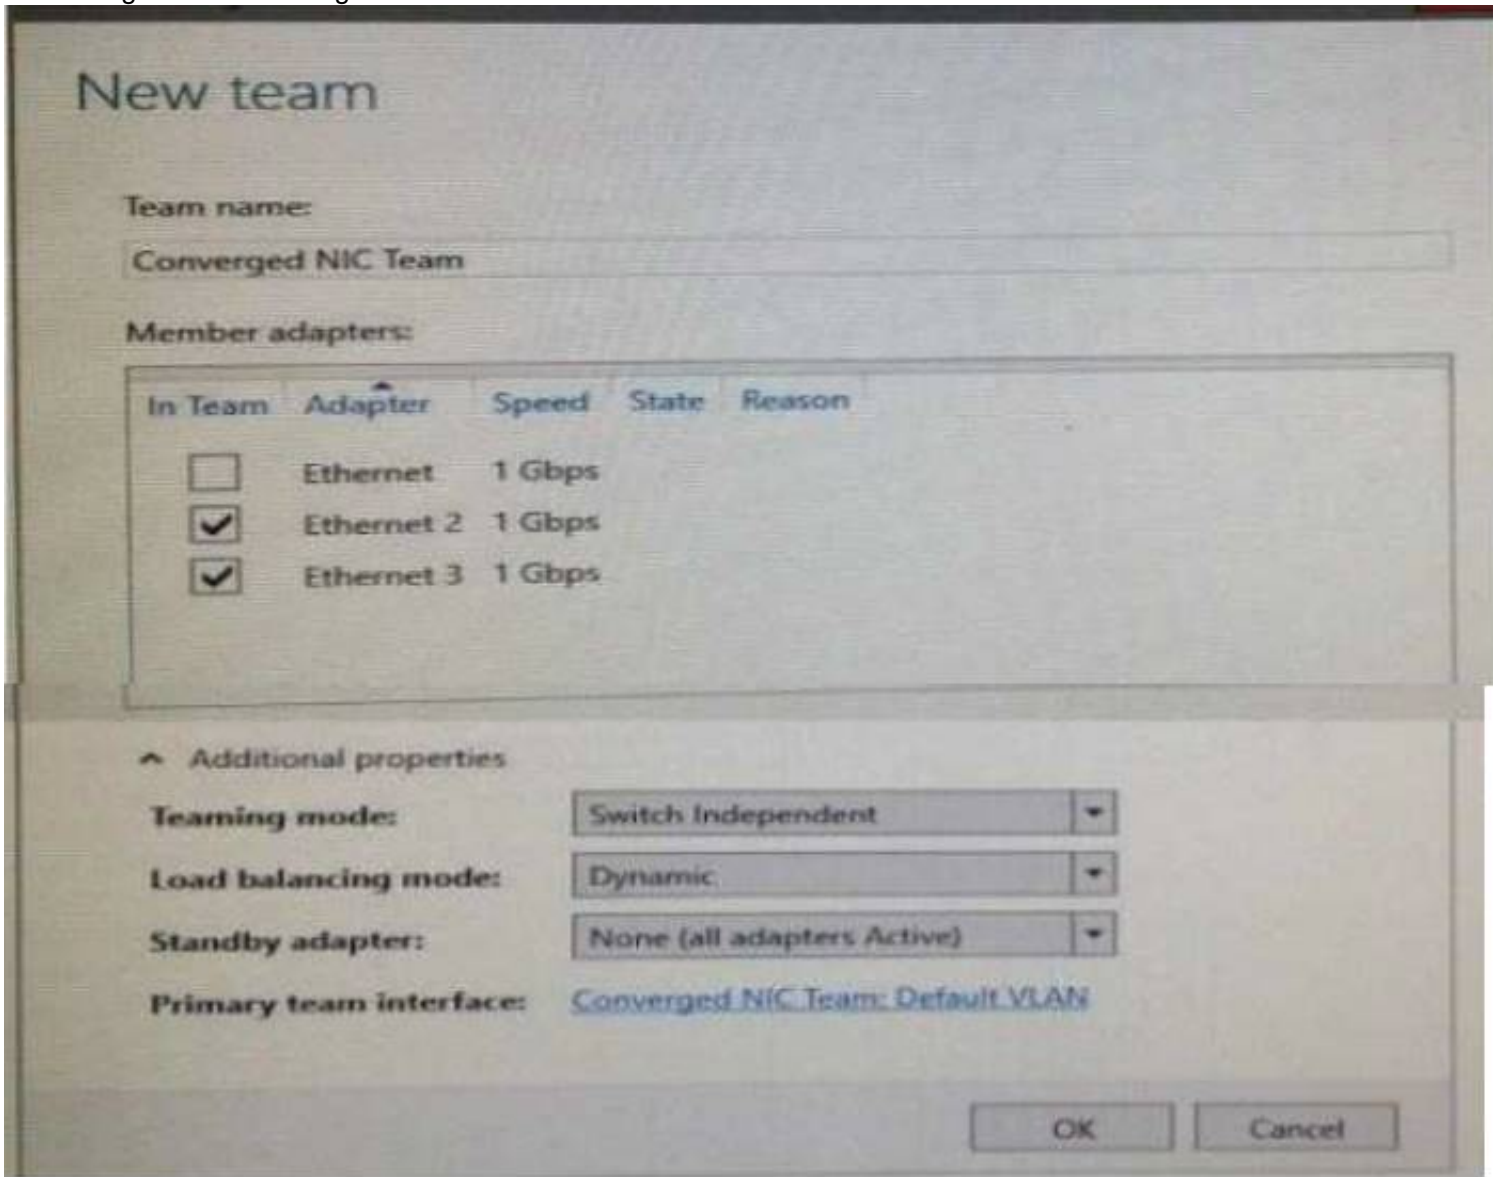 New team
Team name:
Converged NIC Team
Member adapters:
In Team Adapter Speed State Reason
Ethernet 1 Gbps
Ethernet 2 1 Gbps
Ethernet 3 1 Gbps
Additional properties
Teaming mode: Switch Independent
Load balancing mode: Dynamic
Standby adapter: None (all adapters Active)
Primary team interface: Converged NIC Team: Default VLAN
OK Cancel